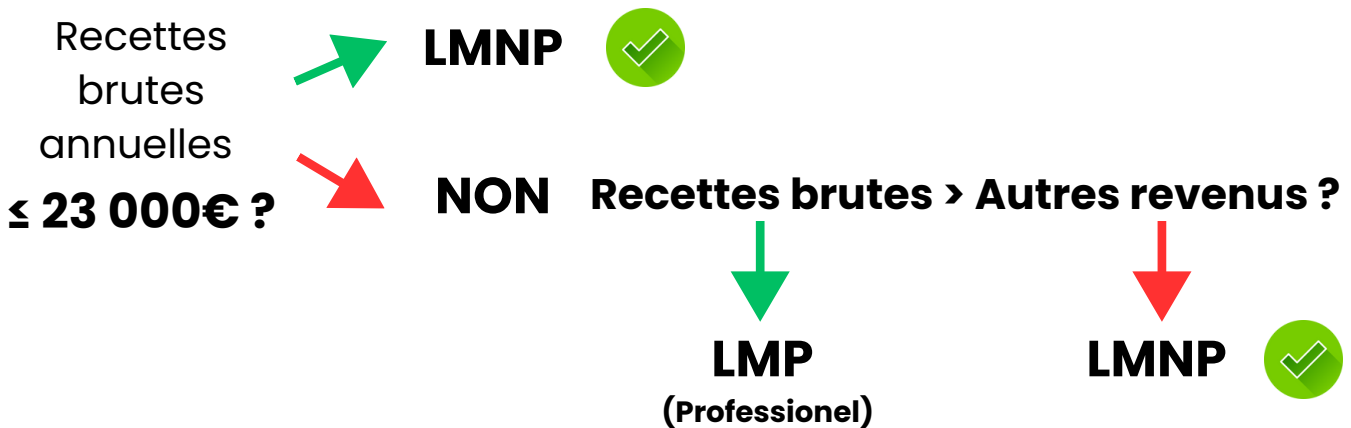 Recettes
brutes
annuelles
≤ 23 000€ ?
LMNP
NON
Recettes brutes > Autres revenus ?
LMP
(Professionel)
LMNP